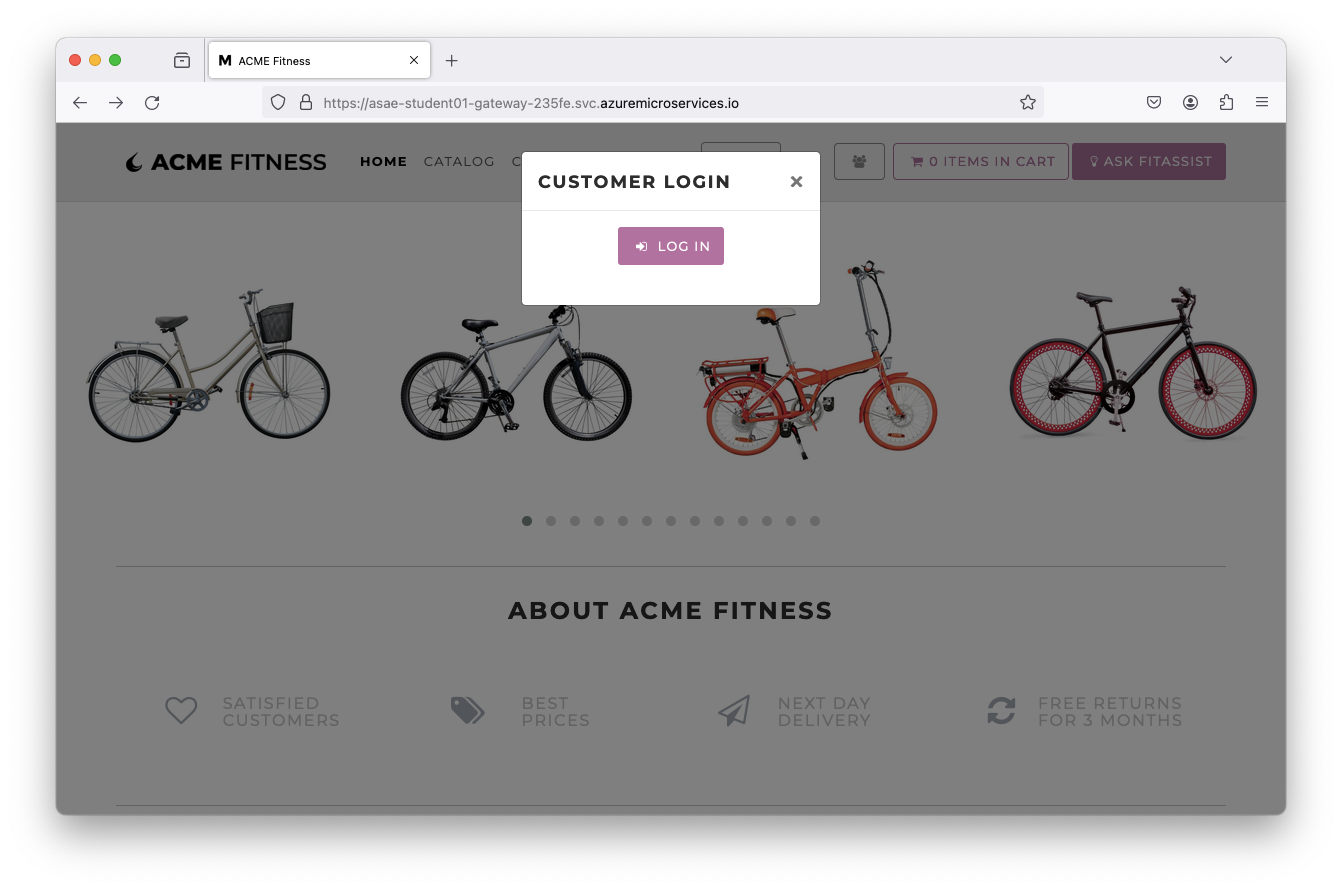 M ACME Fitness
https://asae-student01-gateway-235fe.svc.azuremicroservices.io
ACME FITNESS
HOME CATALOG C
0 ITEMS IN CART
ASK FITASSIST
CUSTOMER LOGIN
LOG IN
ABOUT ACME FITNESS
SATISFIED
CUSTOMERS
BEST
PRICES
NEXT DAY
DELIVERY
FREE RETURNS
FOR 3 MONTHS